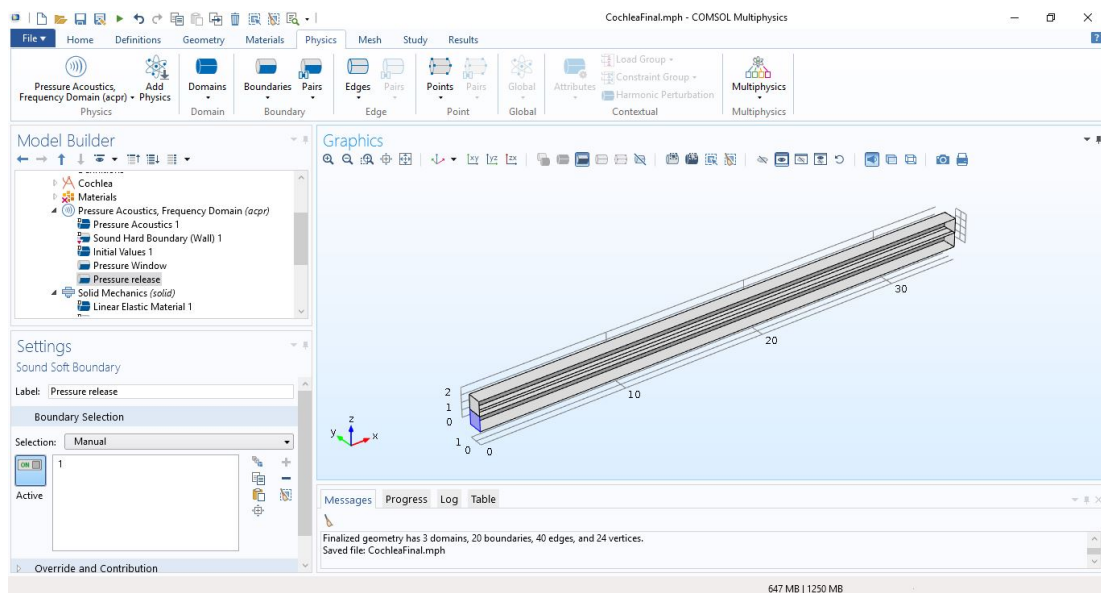 CochleaFinal.mph - COMSOL Multiphysics
File Home Definitions Geometry Materials Physics Mesh Study Results
Pressure Acoustics, Frequency Domain (acpr)
Add Physics
Domains
Boundaries
Pairs
Edges
Pairs
Points
Pairs
Global
Attributes
Load Group
Constraint Group
Harmonic Perturbation
Multiphysics
Physics Domain Boundary Edge Point Global Contextual Multiphysics
Model Builder
Cochlea
Materials
Pressure Acoustics, Frequency Domain (acpr)
Pressure Acoustics 1
Sound Hard Boundary (Wall) 1
Initial Values 1
Pressure Window
Pressure release
Solid Mechanics (solid)
Linear Elastic Material 1
Settings
Sound Soft Boundary
Label: Pressure release
Boundary Selection
Selection: Manual
ON
1
Active
Override and Contribution
Graphics
xy yz zx
30
20
10
2
1
0
1
0 0
z
y x
Messages Progress Log Table
Finalized geometry has 3 domains, 20 boundaries, 40 edges, and 24 vertices.
Saved file: CochleaFinal.mph
647 MB | 1250 MB